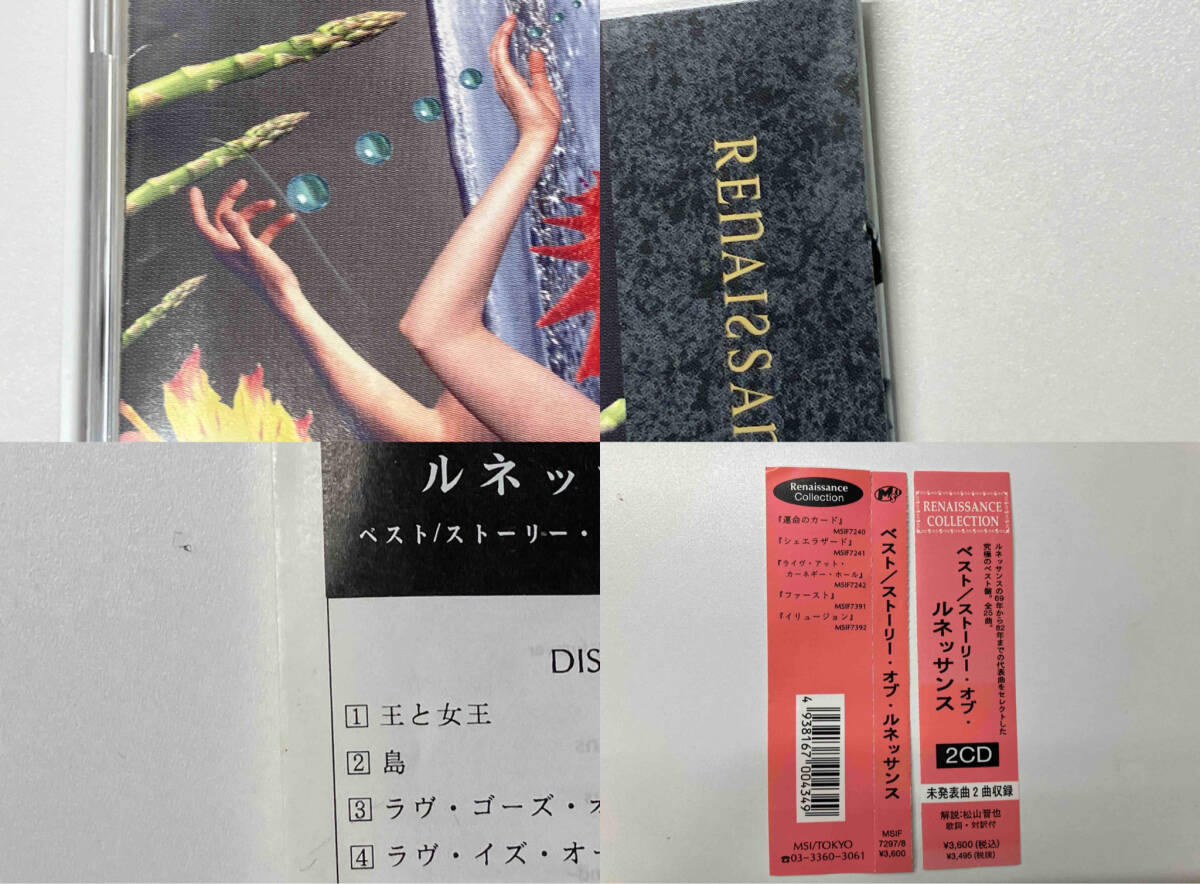 RENAISSAN
ルネッ
ベスト/ストーリー・
DIS
1 王と女王
2 島
3 ラヴ・ゴーズ・オ
4 ラヴ・イズ・オー
Renaissance
Collection
『運命のカード』
MSIF7240
『シェエラザード』
MSIF7241
『ライヴ・アット・
カーネギー・ホール』
MSIF7242
『ファースト』
MSIF7391
『イリュージョン』
MSIF7392
4 938167 004349
MSI/TOKYO
☎03-3360-3061
ベスト/ストーリー・オブ・ルネッサンス
MSIF
7297/8
¥3,600
RENAISSANCE
COLLECTION
ルネッサンスの69年から82年までの代表曲をセレクトした
究極のベスト盤。全25曲。
ベスト/ストーリー・オブ・
ルネッサンス
2CD
未発表曲2曲収録
解説:松山晋也
歌詞・対訳付
¥3,600(税込)
¥3,495(税抜)